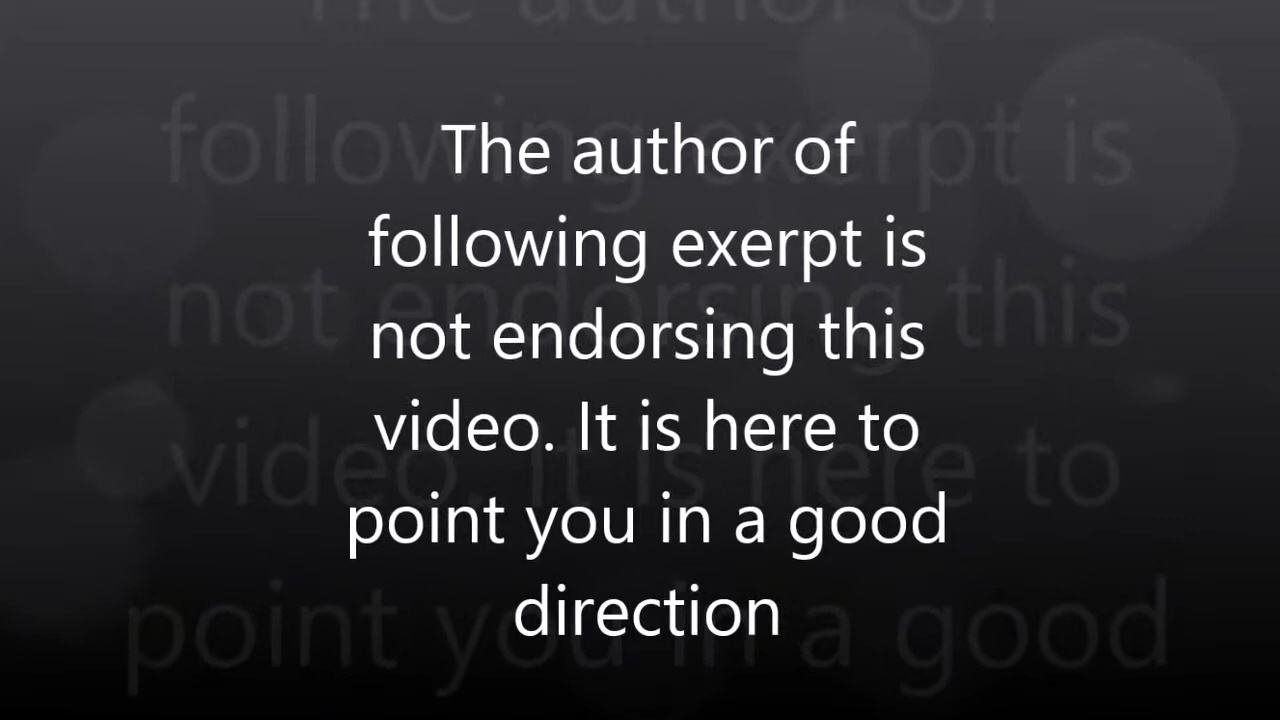 The author of
following exerpt is
not endorsing this
video. It is here to
point you in a good
direction